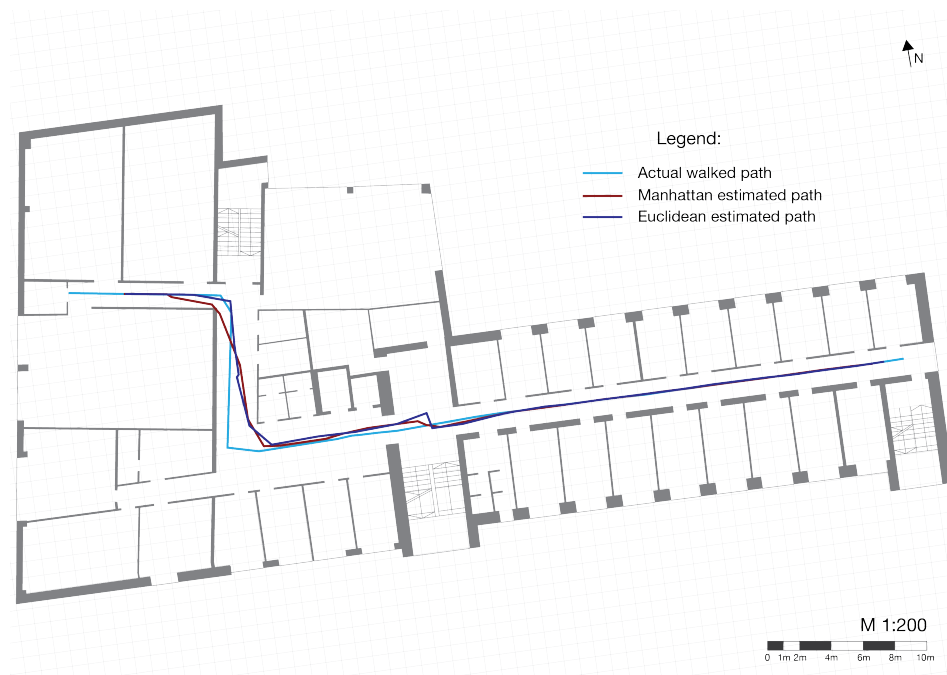 N
Legend:
Actual walked path
Manhattan estimated path
Euclidean estimated path
M 1:200
0 1m 2m 4m 6m 8m 10m